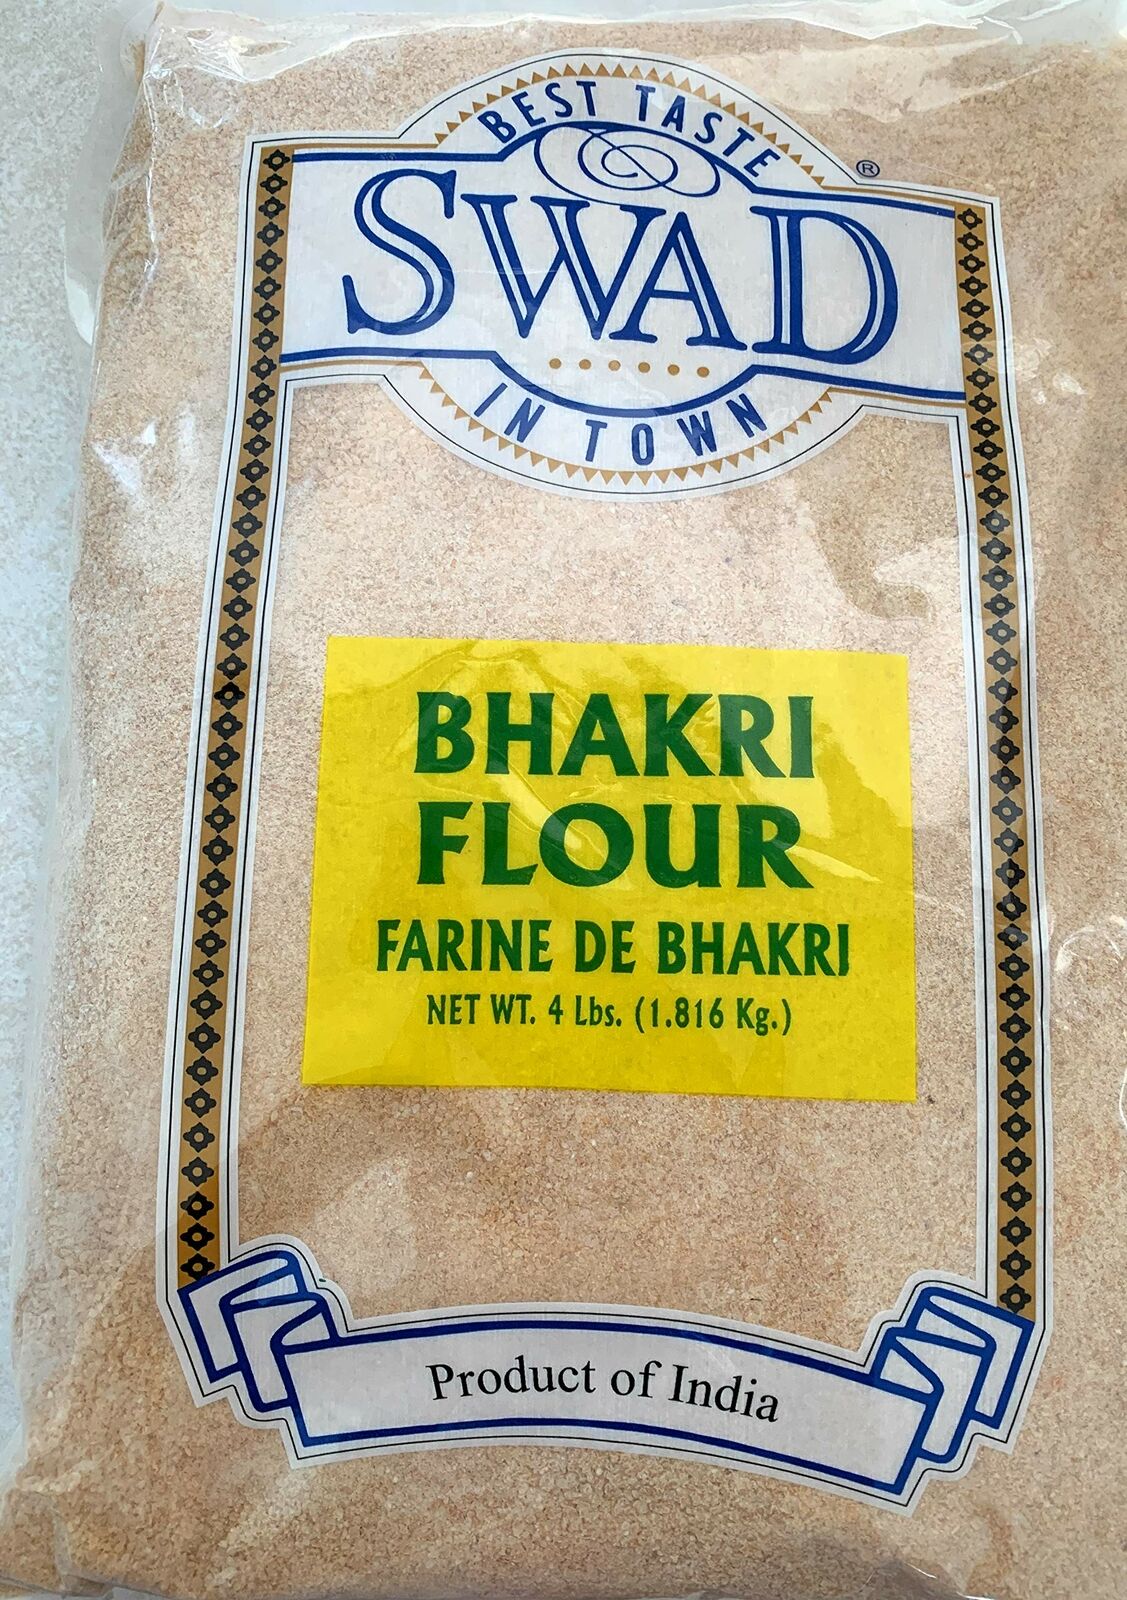 BEST TASTE
®
SWAD
IN TOWN
BHAKRI
FLOUR
FARINE DE BHAKRI
NET WT. 4 Lbs. (1.816 Kg.)
Product of India